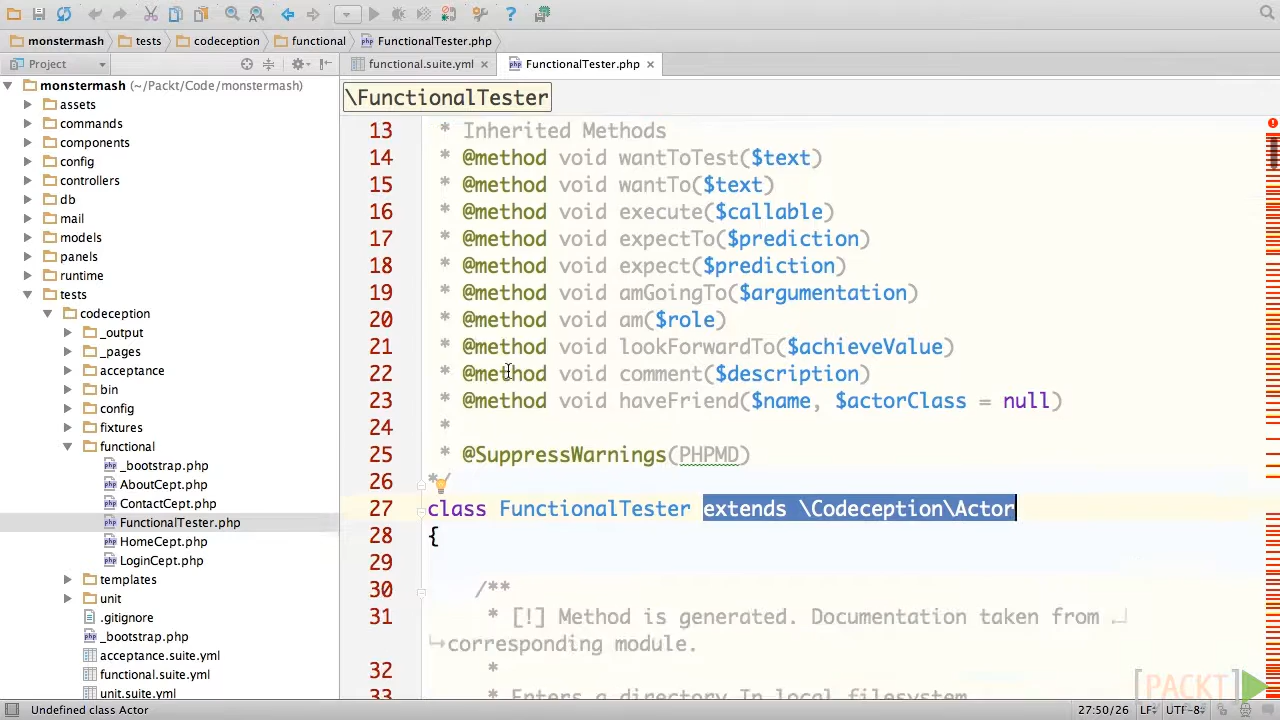 monstermash tests codeception functional FunctionalTester.php
Project functional.suite.yml FunctionalTester.php
\FunctionalTester
monstermash (~/Packt/Code/monstermash)
assets
commands
components
config
controllers
db
mail
models
panels
runtime
tests
codeception
_output
_pages
acceptance
bin
config
fixtures
functional
_bootstrap.php
AboutCept.php
ContactCept.php
FunctionalTester.php
HomeCept.php
LoginCept.php
templates
unit
.gitignore
_bootstrap.php
acceptance.suite.yml
functional.suite.yml
unit.suite.yml
13 * Inherited Methods
14 * @method void wantToTest($text)
15 * @method void wantTo($text)
16 * @method void execute($callable)
17 * @method void expectTo($prediction)
18 * @method void expect($prediction)
19 * @method void amGoingTo($argumentation)
20 * @method void am($role)
21 * @method void lookForwardTo($achieveValue)
22 * @method void comment($description)
23 * @method void haveFriend($name, $actorClass = null)
24 *
25 * @SuppressWarnings(PHPMD)
26 */
27 class FunctionalTester extends \Codeception\Actor
28 {
29
30 /**
31 * [!] Method is generated. Documentation taken from
corresponding module.
32 *
33 * Enters a directory In local filesystem
[PACKT]
Undefined class Actor 27:50/26 LF÷ UTF-8÷